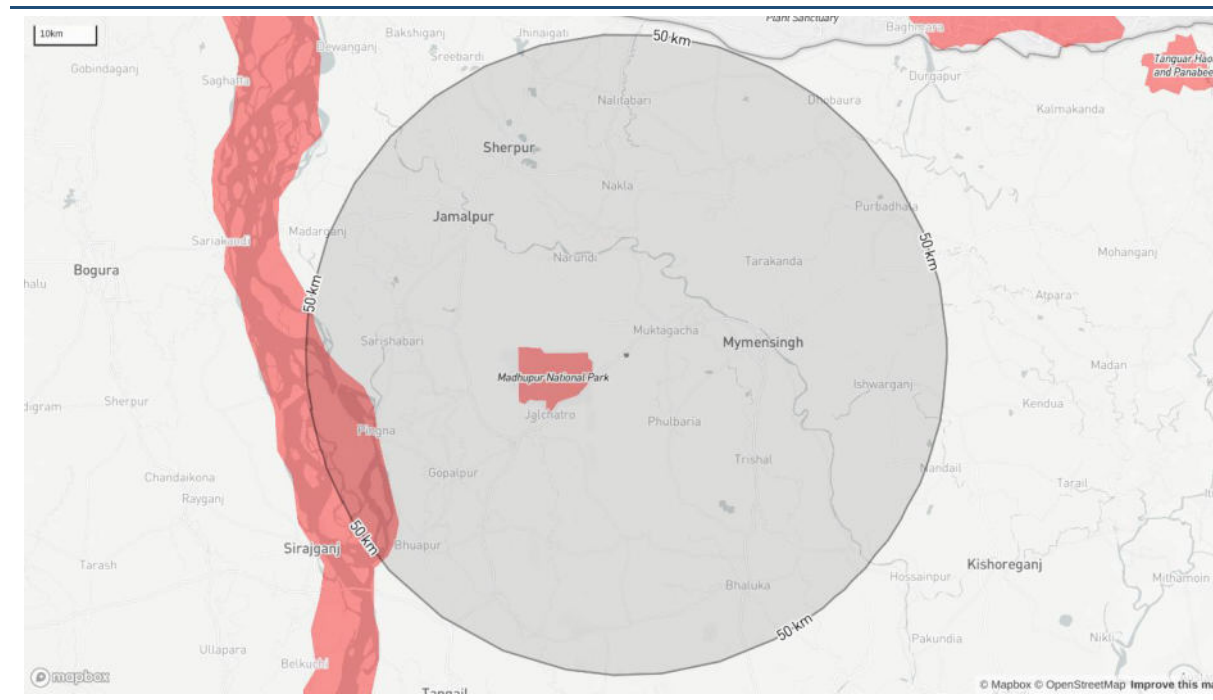 Plant Sanctuary
10km
50 km
Bakshiganj
Jhinaigati
Baghmara
Dewanganj
Sreebardi
Gobindaganj
Saghatta
Durgapur
Tanguar Hao
and Panabee
Nalitabari
Dhobaura
Kalmakanda
Sherpur
Nakla
Purbadhala
Jamalpur
Madarganj
Sariakandi
50 km
Mohanganj
Bogura
Narundi
Tarakanda
halu
50 km
Atpara
Muktagacha
Sarishabari
Mymensingh
Madan
Madhupur National Park
Ishwarganj
digram
Sherpur
Kendua
Jalchatro
Phulbaria
Pingna
Trishal
Gopalpur
Nandail
Chandaikona
Tarail
Rayganj
50 km
Sirajganj
Bhuapur
Kishoreganj
Tarash
Hossainpur
Mithamoin
Bhaluka
50 km
Pakundia
Nikli
Ullapara
Belkuchi
mapbox
Tangail
© Mapbox © OpenStreetMap Improve this ma